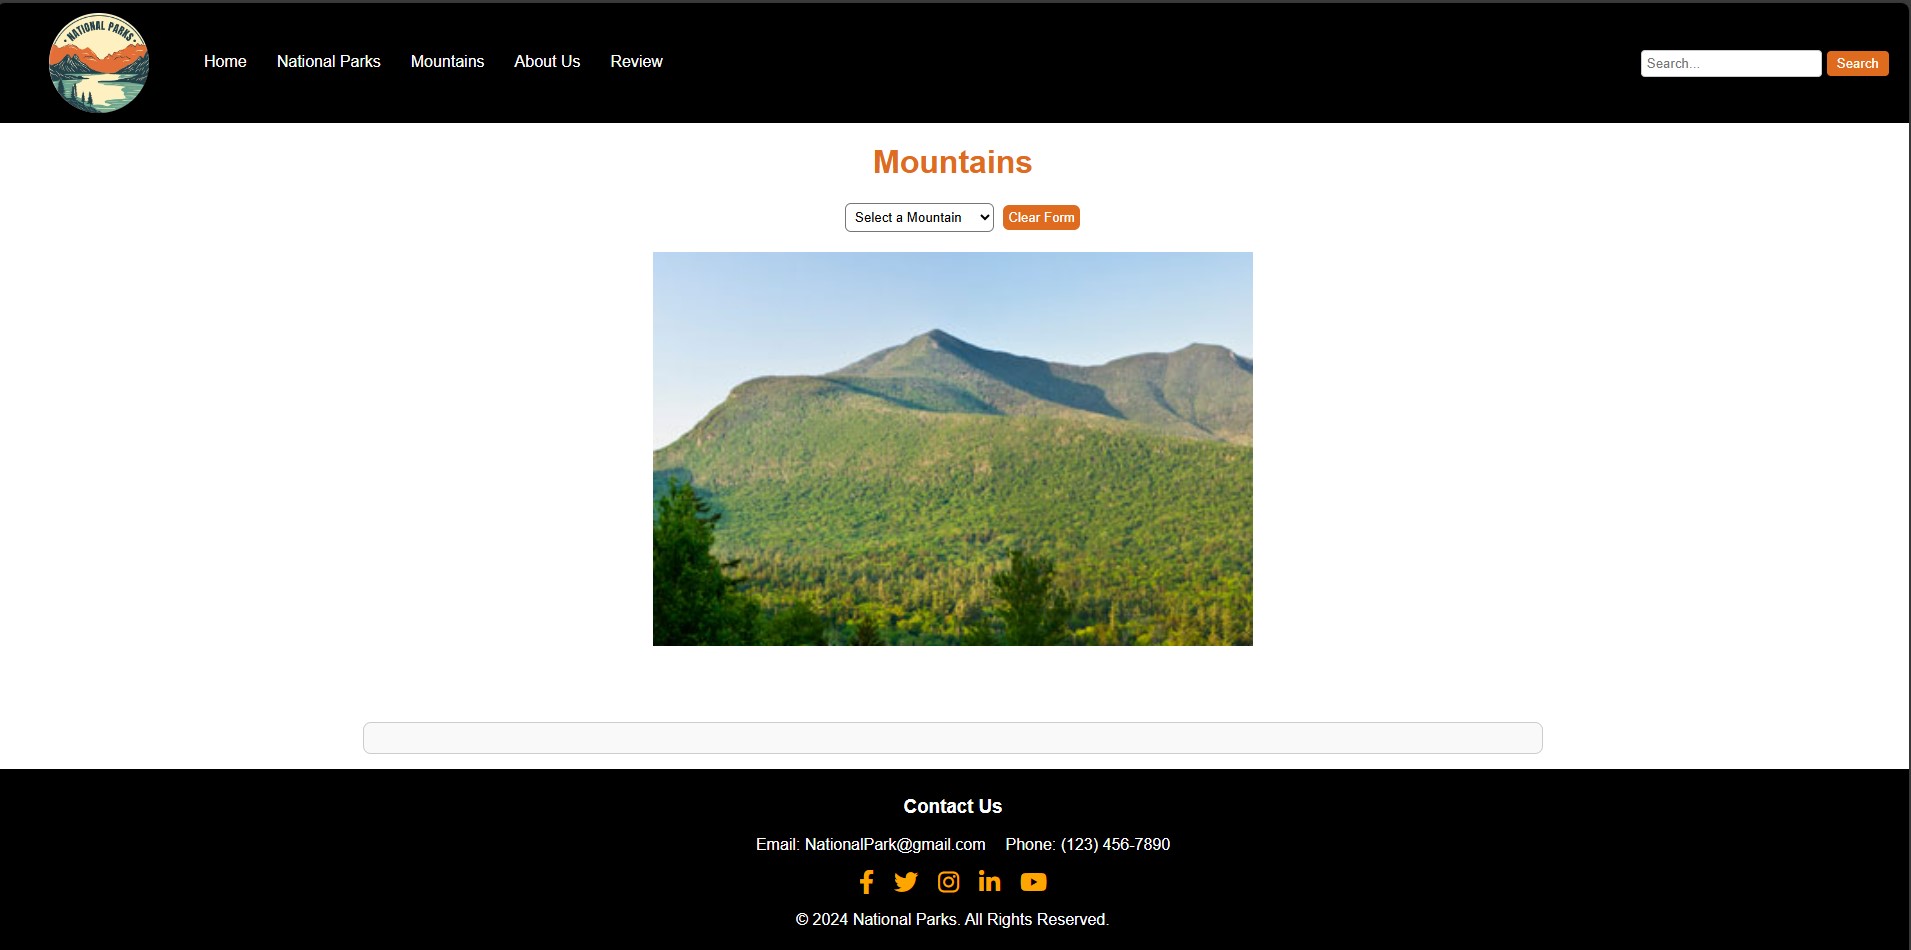 NATIONAL PARKS
Home National Parks Mountains About Us Review
Search... Search
Mountains
Select a Mountain Clear Form
Contact Us
Email: NationalPark@gmail.com Phone: (123) 456-7890
© 2024 National Parks. All Rights Reserved.